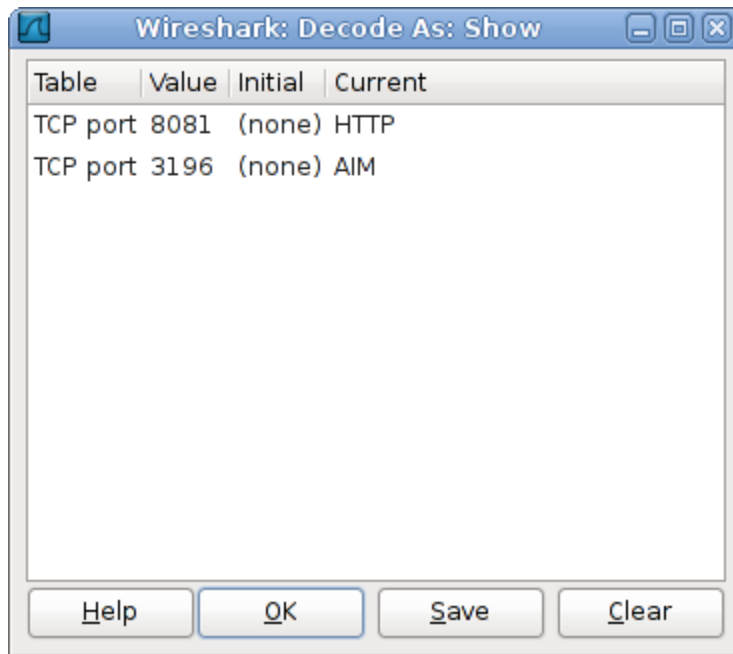 Wireshark: Decode As: Show
Table Value Initial Current
TCP port 8081 (none) HTTP
TCP port 3196 (none) AIM
Help OK Save Clear